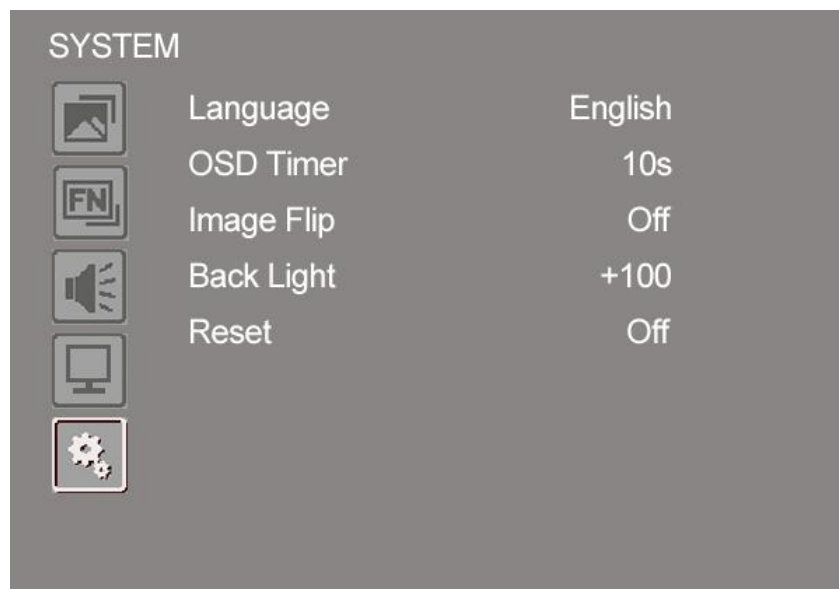 SYSTEM
Language English
OSD Timer 10s
FN
Image Flip Off
Back Light +100
Reset Off